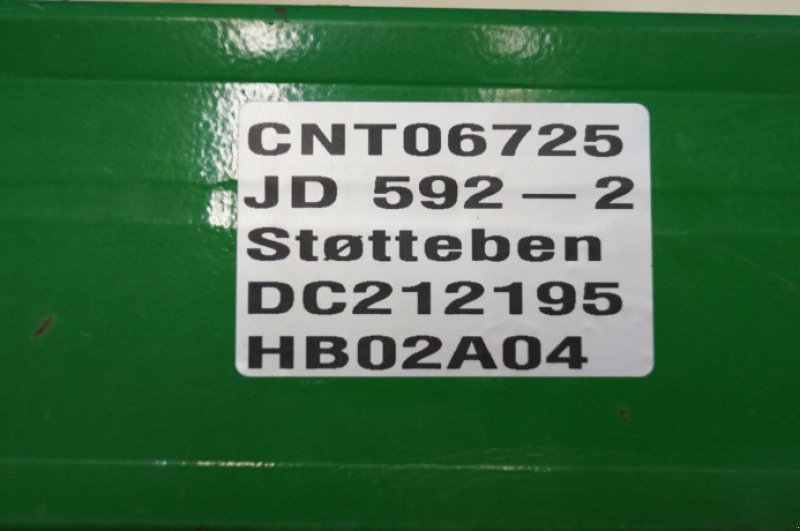 CNT06725
JD 592 – 2
Støtteben
DC212195
HB02A04